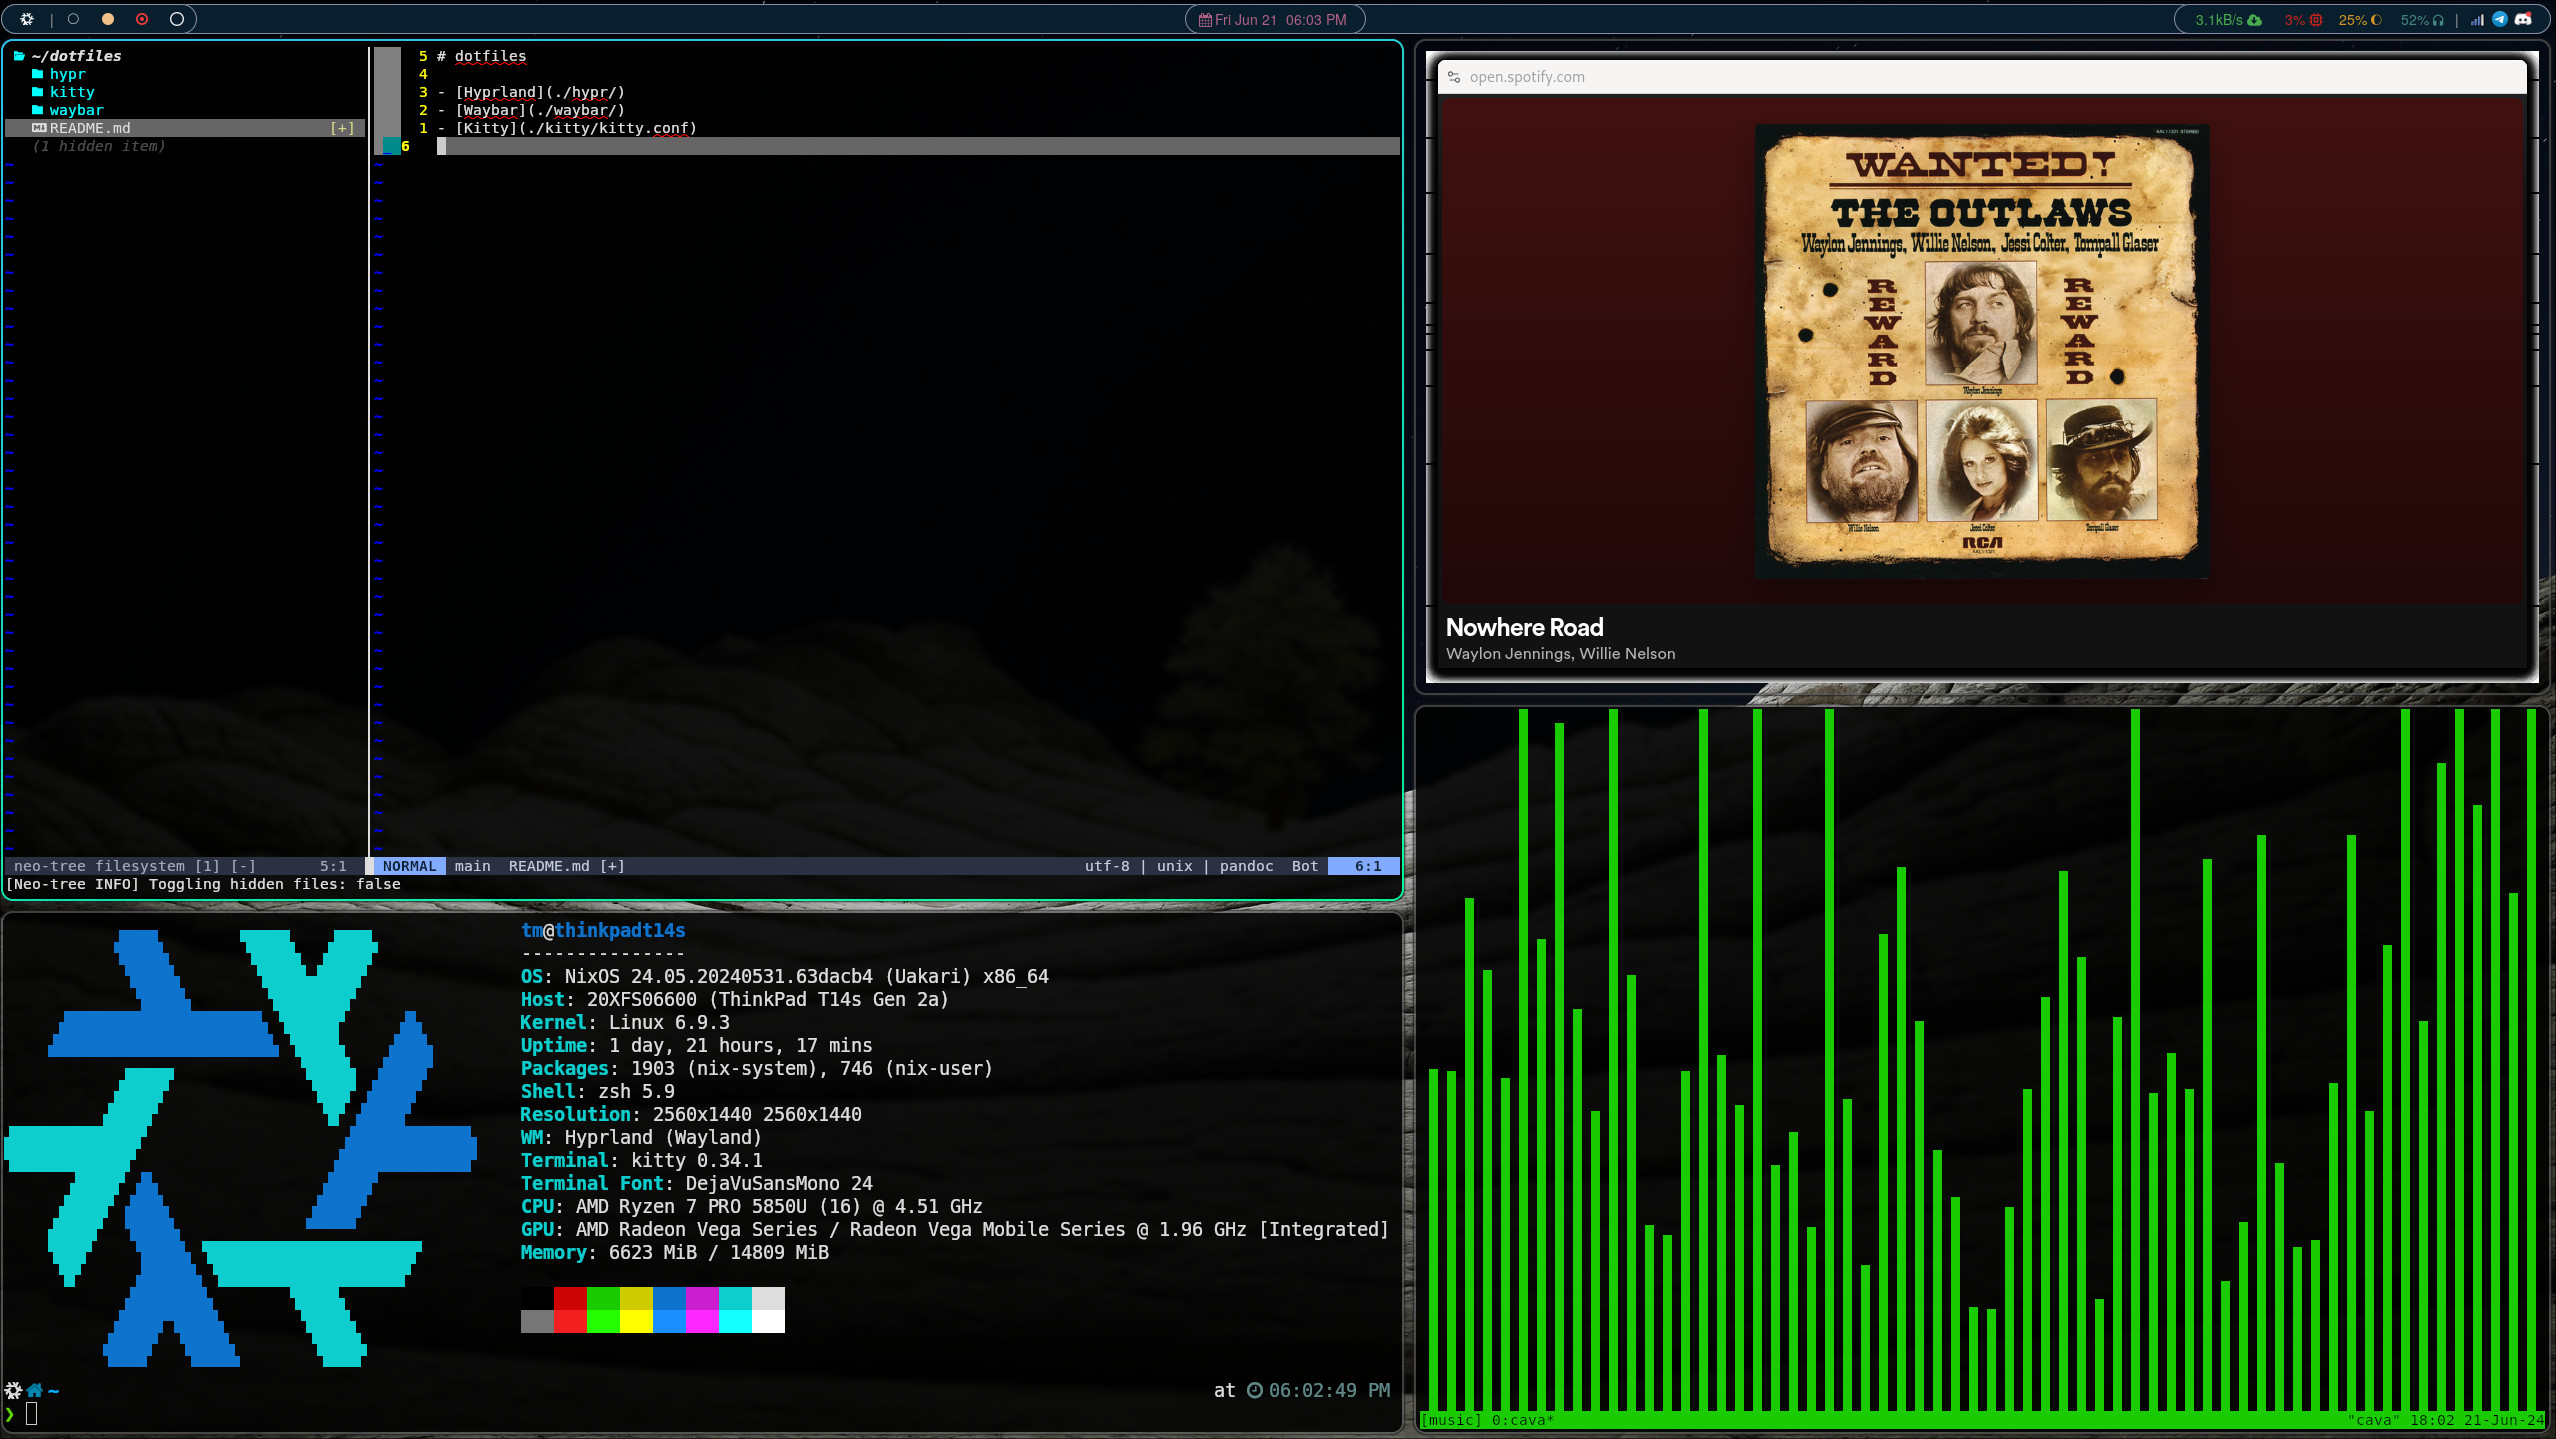 Fri Jun 21 06:03 PM
3.1kB/s 3% 25% 52% |
~/dotfiles
hypr
kitty
waybar
README.md [+]
(1 hidden item)
5 # dotfiles
4
3 - [Hyprland](./hypr/)
2 - [Waybar](./waybar/)
1 - [Kitty](./kitty/kitty.conf)
6
neo-tree filesystem [1] [-] 5:1
NORMAL main README.md [+] utf-8 | unix | pandoc Bot 6:1
[Neo-tree INFO] Toggling hidden files: false
open.spotify.com
WANTED!
THE OUTLAWS
Waylon Jennings, Willie Nelson, Jessi Colter, Tompall Glaser
REWARD
REWARD
Waylon Jennings
Willie Nelson
Jessi Colter
Tompall Glaser
RCA
Nowhere Road
Waylon Jennings, Willie Nelson
tm@thinkpadt14s
---------------
OS: NixOS 24.05.20240531.63dacb4 (Uakari) x86_64
Host: 20XFS06600 (ThinkPad T14s Gen 2a)
Kernel: Linux 6.9.3
Uptime: 1 day, 21 hours, 17 mins
Packages: 1903 (nix-system), 746 (nix-user)
Shell: zsh 5.9
Resolution: 2560x1440 2560x1440
WM: Hyprland (Wayland)
Terminal: kitty 0.34.1
Terminal Font: DejaVuSansMono 24
CPU: AMD Ryzen 7 PRO 5850U (16) @ 4.51 GHz
GPU: AMD Radeon Vega Series / Radeon Vega Mobile Series @ 1.96 GHz [Integrated]
Memory: 6623 MiB / 14809 MiB
~ at 06:02:49 PM
❯
[music] 0:cava* "cava" 18:02 21-Jun-24